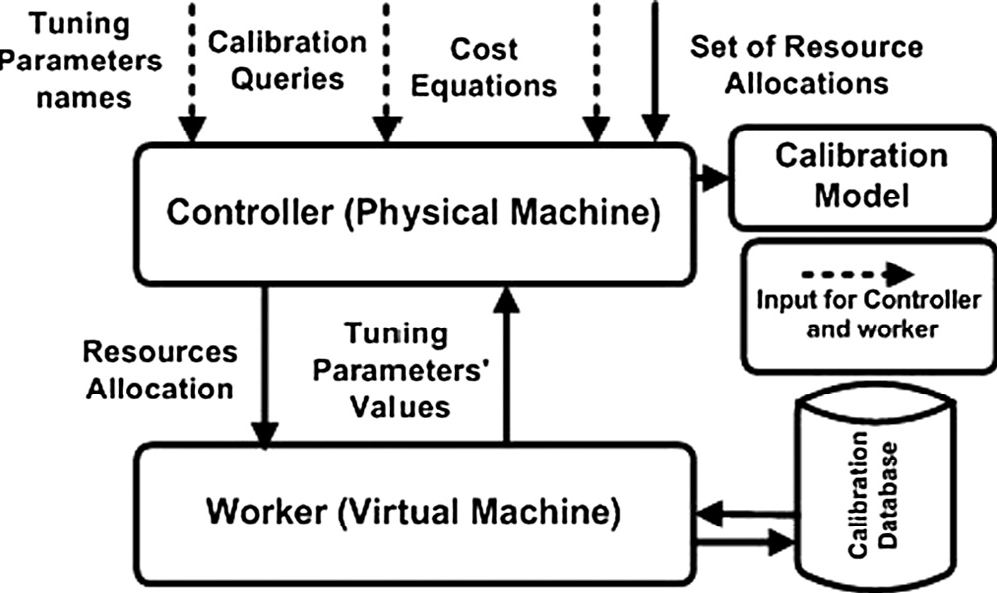 Tuning
Parameters
names
Calibration
Queries
Cost
Equations
Set of Resource
Allocations
Controller (Physical Machine)
Calibration
Model
Input for Controller
and worker
Resources
Allocation
Tuning
Parameters'
Values
Worker (Virtual Machine)
Calibration
Database